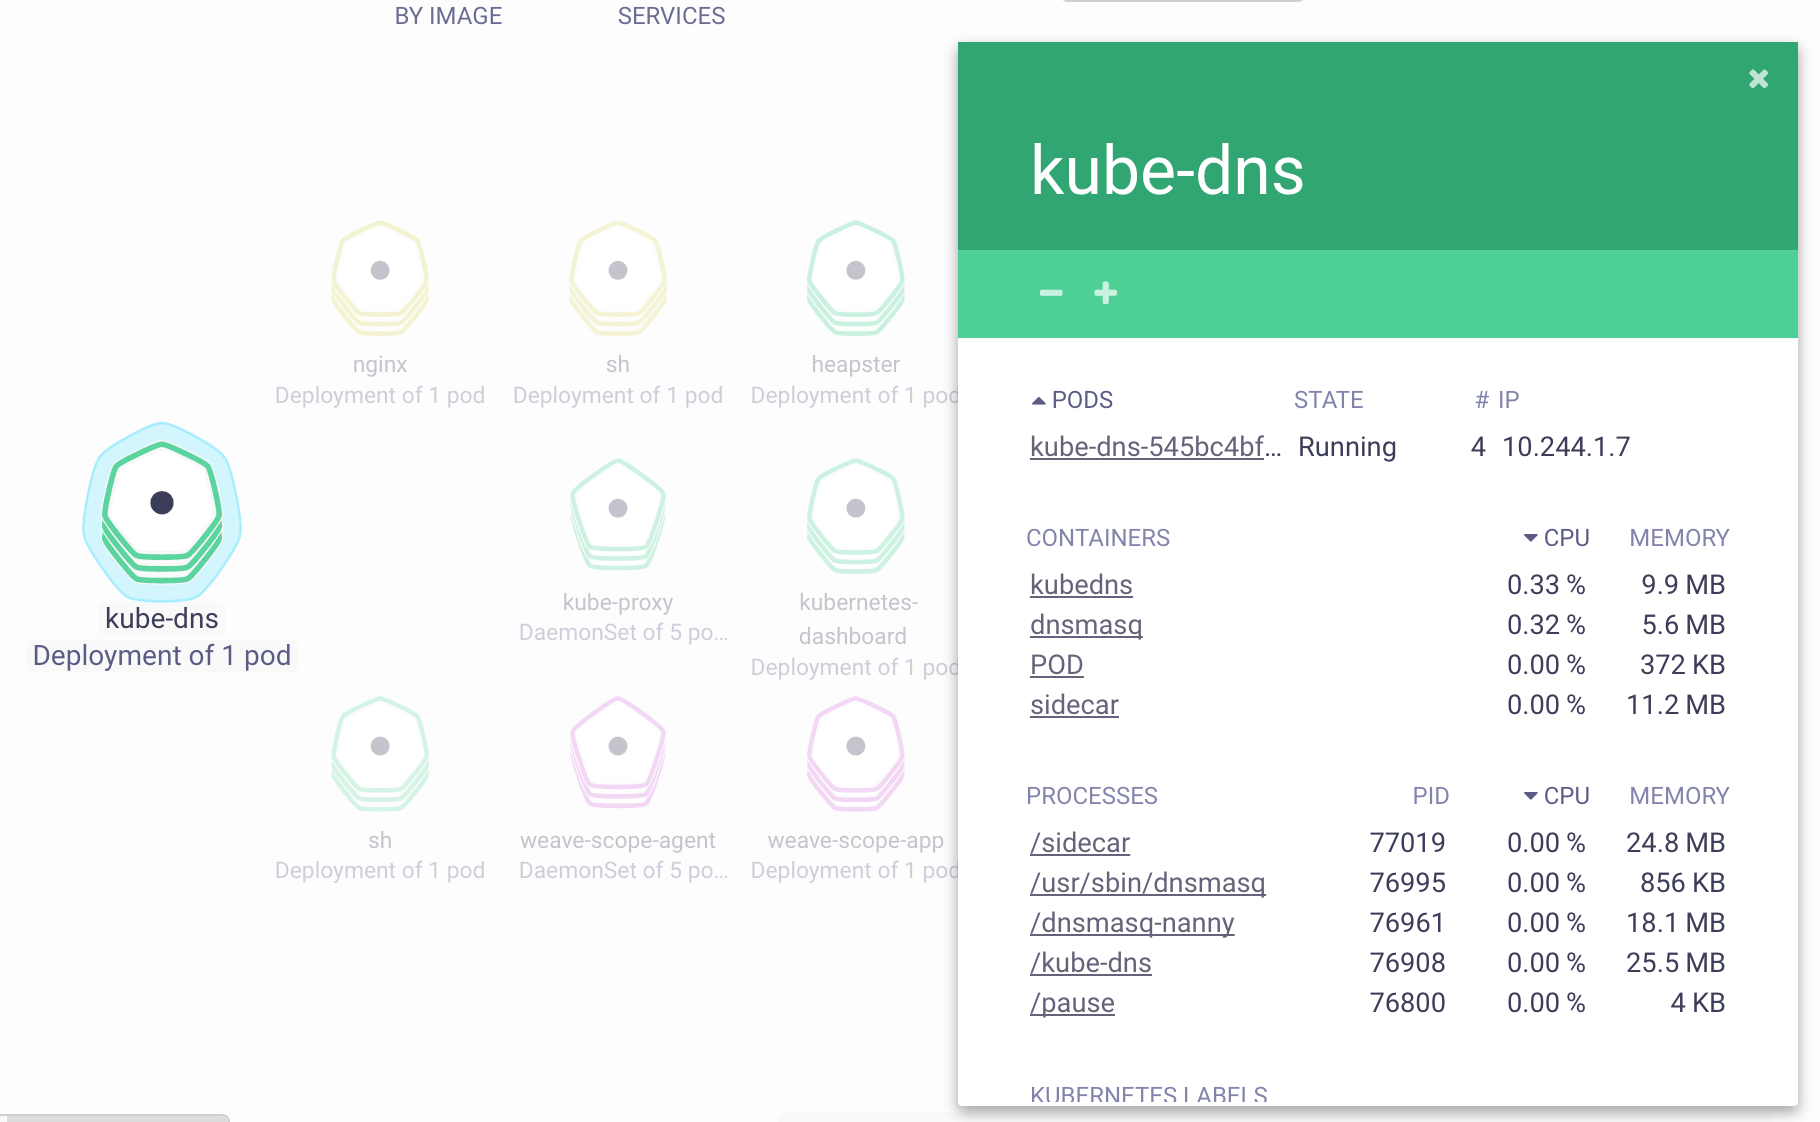 BY IMAGE SERVICES
nginx
Deployment of 1 pod
sh
Deployment of 1 pod
heapster
Deployment of 1 pod
kube-dns
Deployment of 1 pod
kube-proxy
DaemonSet of 5 po...
kubernetes-
dashboard
Deployment of 1 pod
sh
Deployment of 1 pod
weave-scope-agent
DaemonSet of 5 po...
weave-scope-app
Deployment of 1 pod
kube-dns
PODS STATE # IP
kube-dns-545bc4bf... Running 4 10.244.1.7
CONTAINERS CPU MEMORY
kubedns 0.33 % 9.9 MB
dnsmasq 0.32 % 5.6 MB
POD 0.00 % 372 KB
sidecar 0.00 % 11.2 MB
PROCESSES PID CPU MEMORY
/sidecar 77019 0.00 % 24.8 MB
/usr/sbin/dnsmasq 76995 0.00 % 856 KB
/dnsmasq-nanny 76961 0.00 % 18.1 MB
/kube-dns 76908 0.00 % 25.5 MB
/pause 76800 0.00 % 4 KB
KUBERNETES LABELS